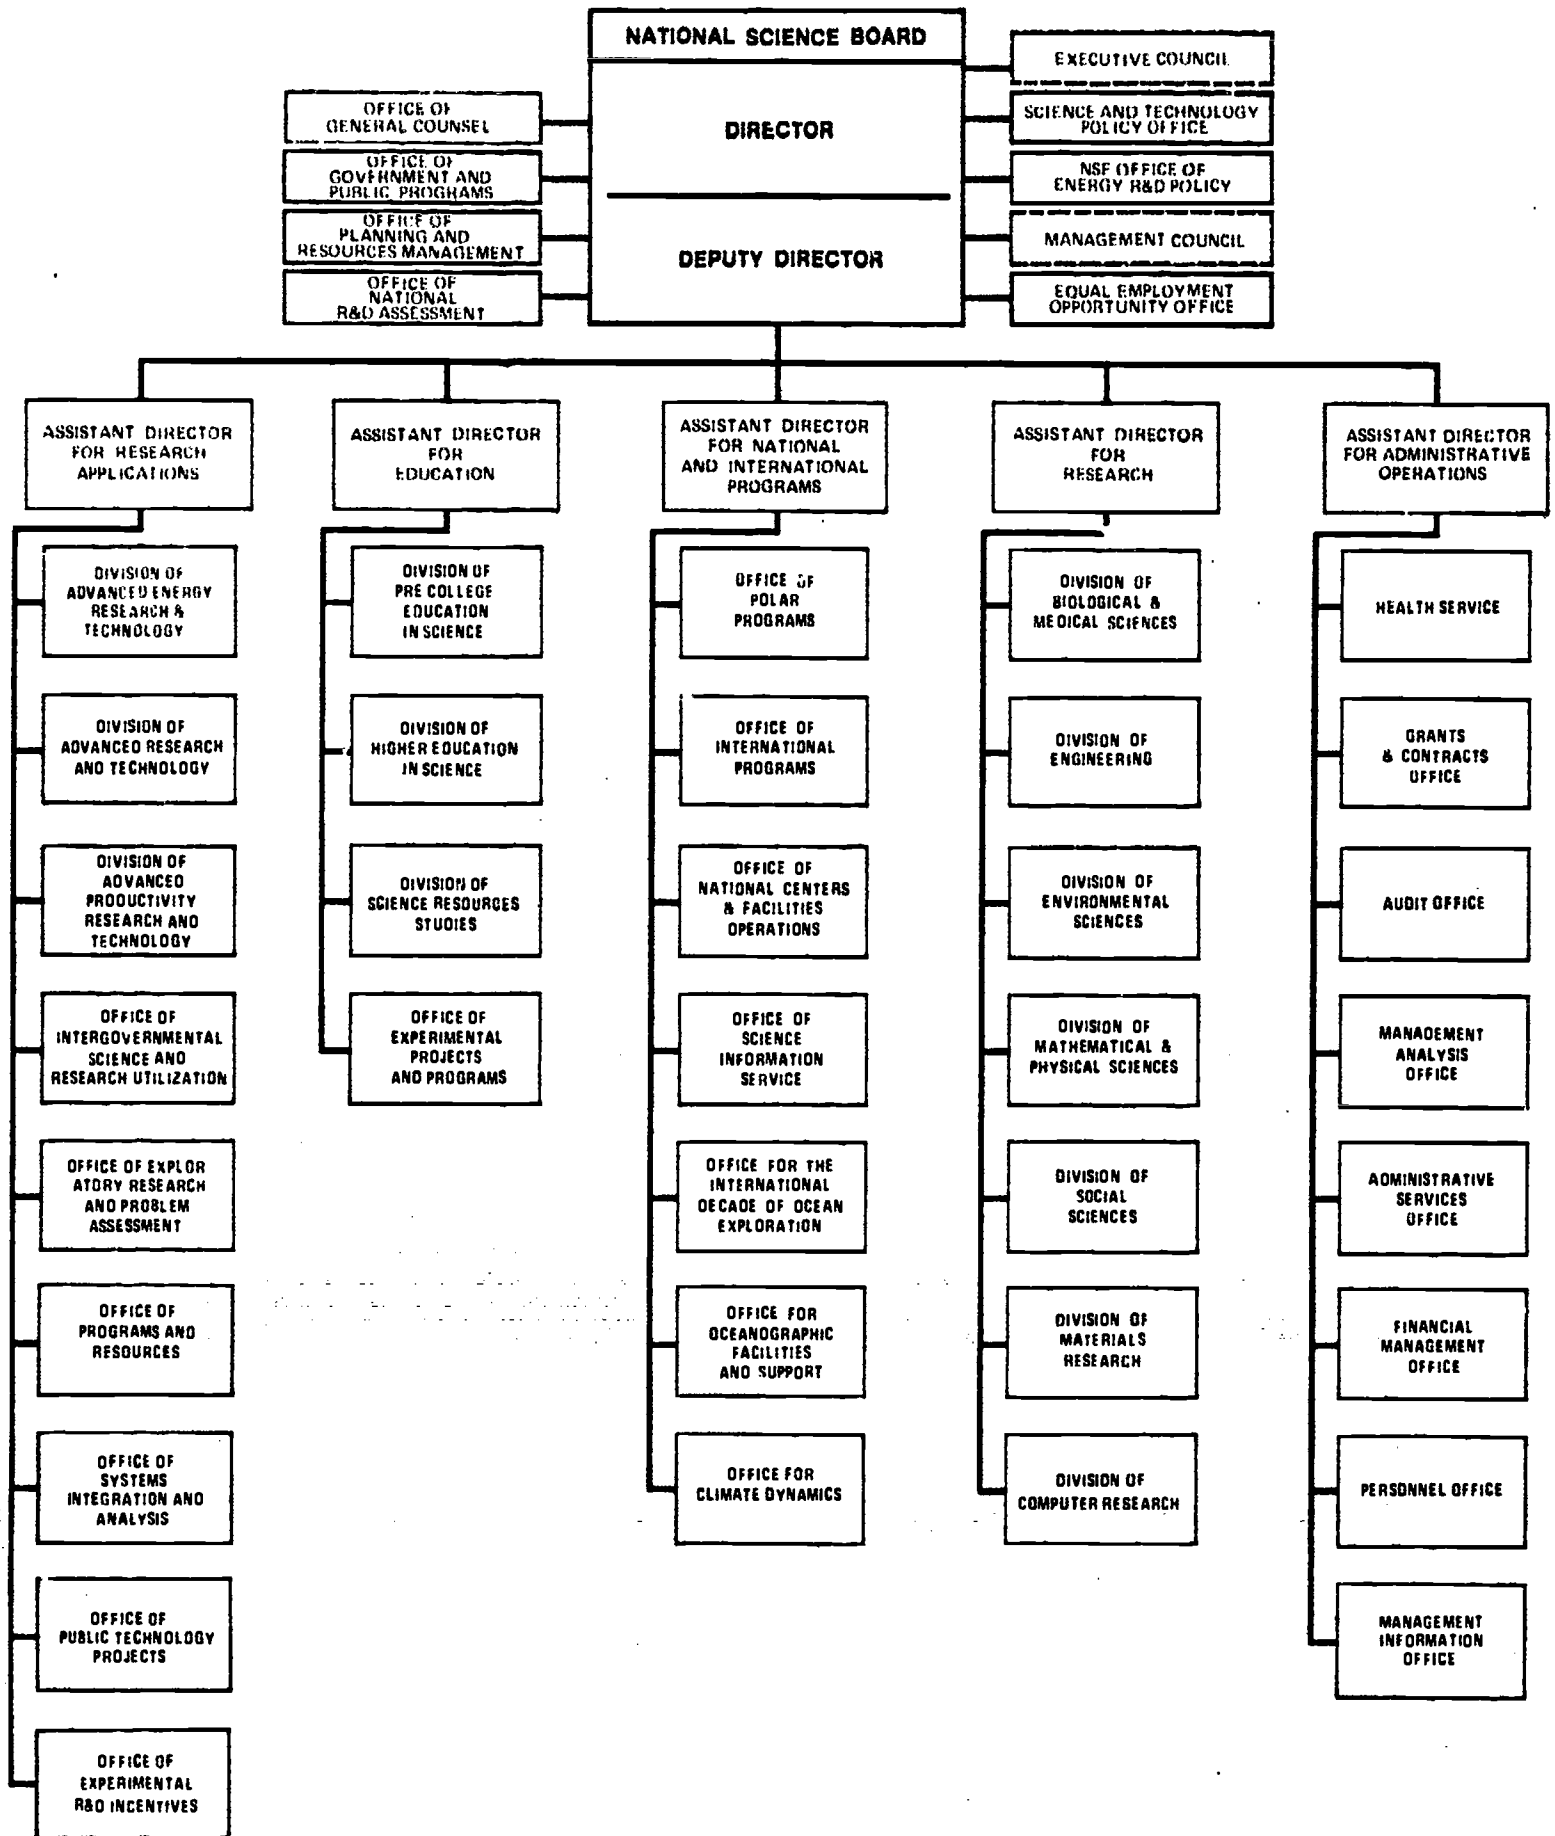 NATIONAL SCIENCE BOARD
DIRECTOR
DEPUTY DIRECTOR
OFFICE OF
GENERAL COUNSEL
OFFICE OF
GOVERNMENT AND
PUBLIC PROGRAMS
OFFICE OF
PLANNING AND
RESOURCES MANAGEMENT
OFFICE OF
NATIONAL
R&D ASSESSMENT
EXECUTIVE COUNCIL
SCIENCE AND TECHNOLOGY
POLICY OFFICE
NSF OFFICE OF
ENERGY R&D POLICY
MANAGEMENT COUNCIL
EQUAL EMPLOYMENT
OPPORTUNITY OFFICE
ASSISTANT DIRECTOR
FOR RESEARCH
APPLICATIONS
DIVISION OF
ADVANCED ENERGY
RESEARCH &
TECHNOLOGY
DIVISION OF
ADVANCED RESEARCH
AND TECHNOLOGY
DIVISION OF
ADVANCED
PRODUCTIVITY
RESEARCH AND
TECHNOLOGY
OFFICE OF
INTERGOVERNMENTAL
SCIENCE AND
RESEARCH UTILIZATION
OFFICE OF EXPLOR
ATORY RESEARCH
AND PROBLEM
ASSESSMENT
OFFICE OF
PROGRAMS AND
RESOURCES
OFFICE OF
SYSTEMS
INTEGRATION AND
ANALYSIS
OFFICE OF
PUBLIC TECHNOLOGY
PROJECTS
OFFICE OF
EXPERIMENTAL
R&D INCENTIVES
ASSISTANT DIRECTOR
FOR
EDUCATION
DIVISION OF
PRE COLLEGE
EDUCATION
IN SCIENCE
DIVISION OF
HIGHER EDUCATION
IN SCIENCE
DIVISION OF
SCIENCE RESOURCES
STUDIES
OFFICE OF
EXPERIMENTAL
PROJECTS
AND PROGRAMS
ASSISTANT DIRECTOR
FOR NATIONAL
AND INTERNATIONAL
PROGRAMS
OFFICE OF
POLAR
PROGRAMS
OFFICE OF
INTERNATIONAL
PROGRAMS
OFFICE OF
NATIONAL CENTERS
& FACILITIES
OPERATIONS
OFFICE OF
SCIENCE
INFORMATION
SERVICE
OFFICE FOR THE
INTERNATIONAL
DECADE OF OCEAN
EXPLORATION
OFFICE FOR
OCEANOGRAPHIC
FACILITIES
AND SUPPORT
OFFICE FOR
CLIMATE DYNAMICS
ASSISTANT DIRECTOR
FOR
RESEARCH
DIVISION OF
BIOLOGICAL &
MEDICAL SCIENCES
DIVISION OF
ENGINEERING
DIVISION OF
ENVIRONMENTAL
SCIENCES
DIVISION OF
MATHEMATICAL &
PHYSICAL SCIENCES
DIVISION OF
SOCIAL
SCIENCES
DIVISION OF
MATERIALS
RESEARCH
DIVISION OF
COMPUTER RESEARCH
ASSISTANT DIRECTOR
FOR ADMINISTRATIVE
OPERATIONS
HEALTH SERVICE
GRANTS
& CONTRACTS
OFFICE
AUDIT OFFICE
MANAGEMENT
ANALYSIS
OFFICE
ADMINISTRATIVE
SERVICES
OFFICE
FINANCIAL
MANAGEMENT
OFFICE
PERSONNEL OFFICE
MANAGEMENT
INFORMATION
OFFICE